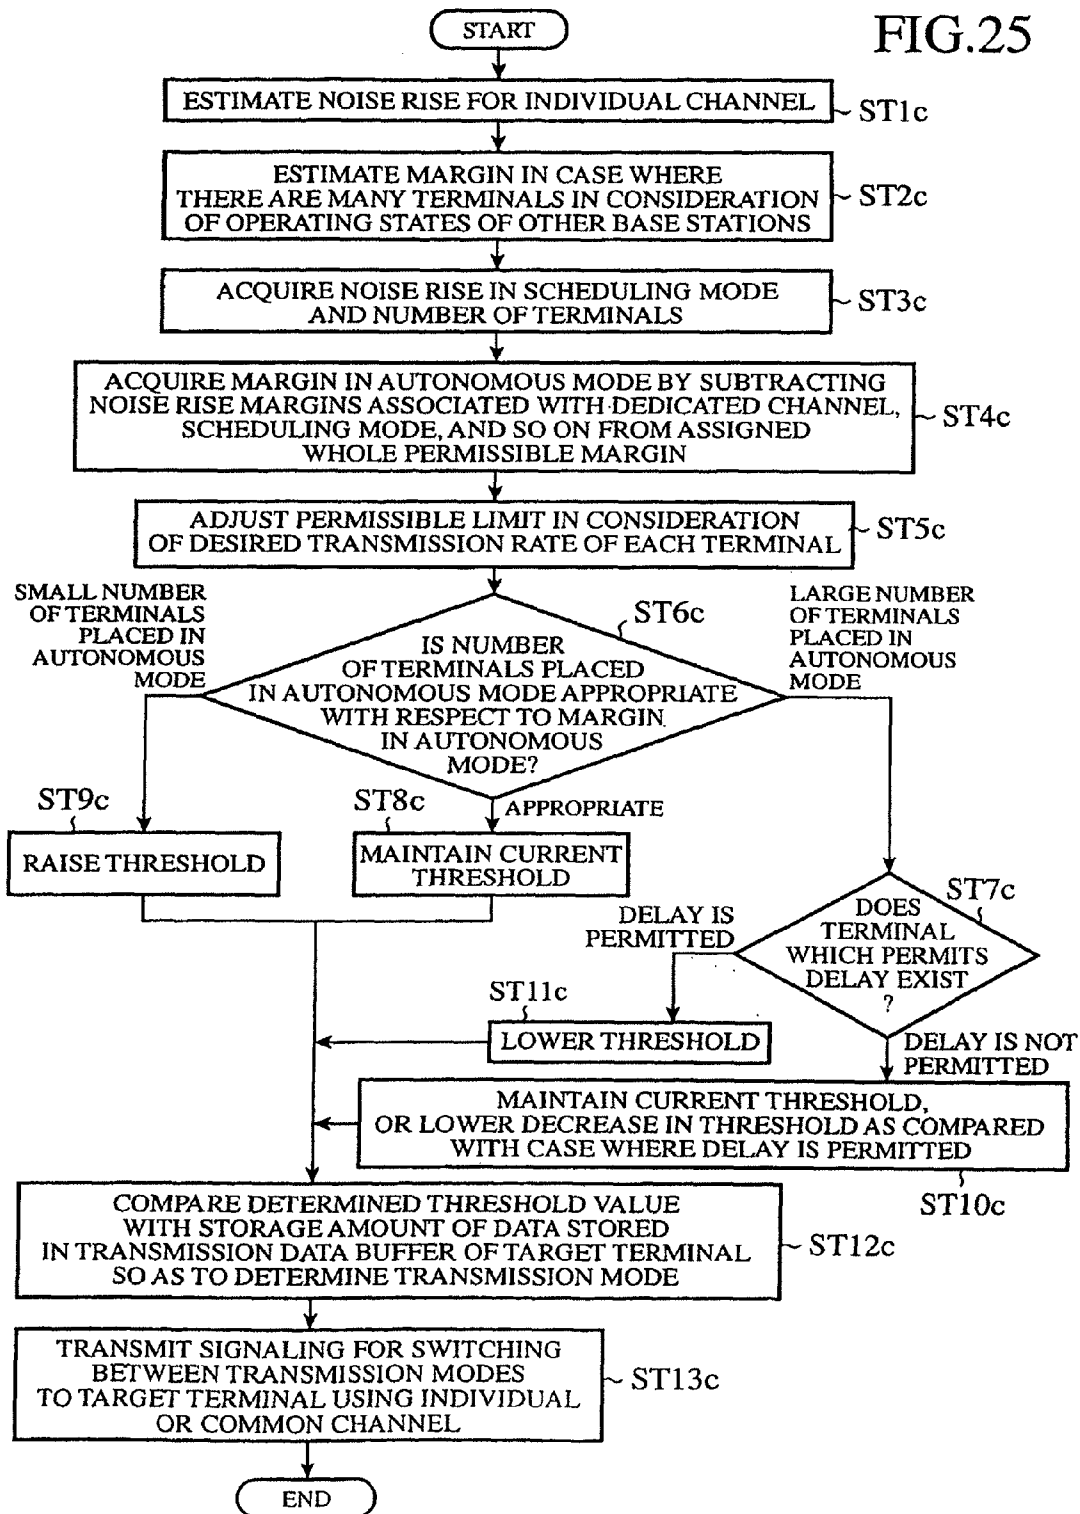 FIG.25
START
ESTIMATE NOISE RISE FOR INDIVIDUAL CHANNEL
ST1c
ESTIMATE MARGIN IN CASE WHERE
THERE ARE MANY TERMINALS IN CONSIDERATION
OF OPERATING STATES OF OTHER BASE STATIONS
ST2c
ACQUIRE NOISE RISE IN SCHEDULING MODE
AND NUMBER OF TERMINALS
ST3c
ACQUIRE MARGIN IN AUTONOMOUS MODE BY SUBTRACTING
NOISE RISE MARGINS ASSOCIATED WITH DEDICATED CHANNEL,
SCHEDULING MODE, AND SO ON FROM ASSIGNED
WHOLE PERMISSIBLE MARGIN
ST4c
ADJUST PERMISSIBLE LIMIT IN CONSIDERATION
OF DESIRED TRANSMISSION RATE OF EACH TERMINAL
ST5c
SMALL NUMBER
OF TERMINALS
PLACED IN
AUTONOMOUS
MODE
ST6c
IS NUMBER
OF TERMINALS PLACED
IN AUTONOMOUS MODE APPROPRIATE
WITH RESPECT TO MARGIN
IN AUTONOMOUS
MODE?
LARGE NUMBER
OF TERMINALS
PLACED IN
AUTONOMOUS
MODE
ST9c
RAISE THRESHOLD
ST8c
APPROPRIATE
MAINTAIN CURRENT
THRESHOLD
ST7c
DOES
TERMINAL
WHICH PERMITS
DELAY EXIST
?
DELAY IS
PERMITTED
ST11c
LOWER THRESHOLD
DELAY IS NOT
PERMITTED
MAINTAIN CURRENT THRESHOLD,
OR LOWER DECREASE IN THRESHOLD AS COMPARED
WITH CASE WHERE DELAY IS PERMITTED
ST10c
COMPARE DETERMINED THRESHOLD VALUE
WITH STORAGE AMOUNT OF DATA STORED
IN TRANSMISSION DATA BUFFER OF TARGET TERMINAL
SO AS TO DETERMINE TRANSMISSION MODE
ST12c
TRANSMIT SIGNALING FOR SWITCHING
BETWEEN TRANSMISSION MODES
TO TARGET TERMINAL USING INDIVIDUAL
OR COMMON CHANNEL
ST13c
END